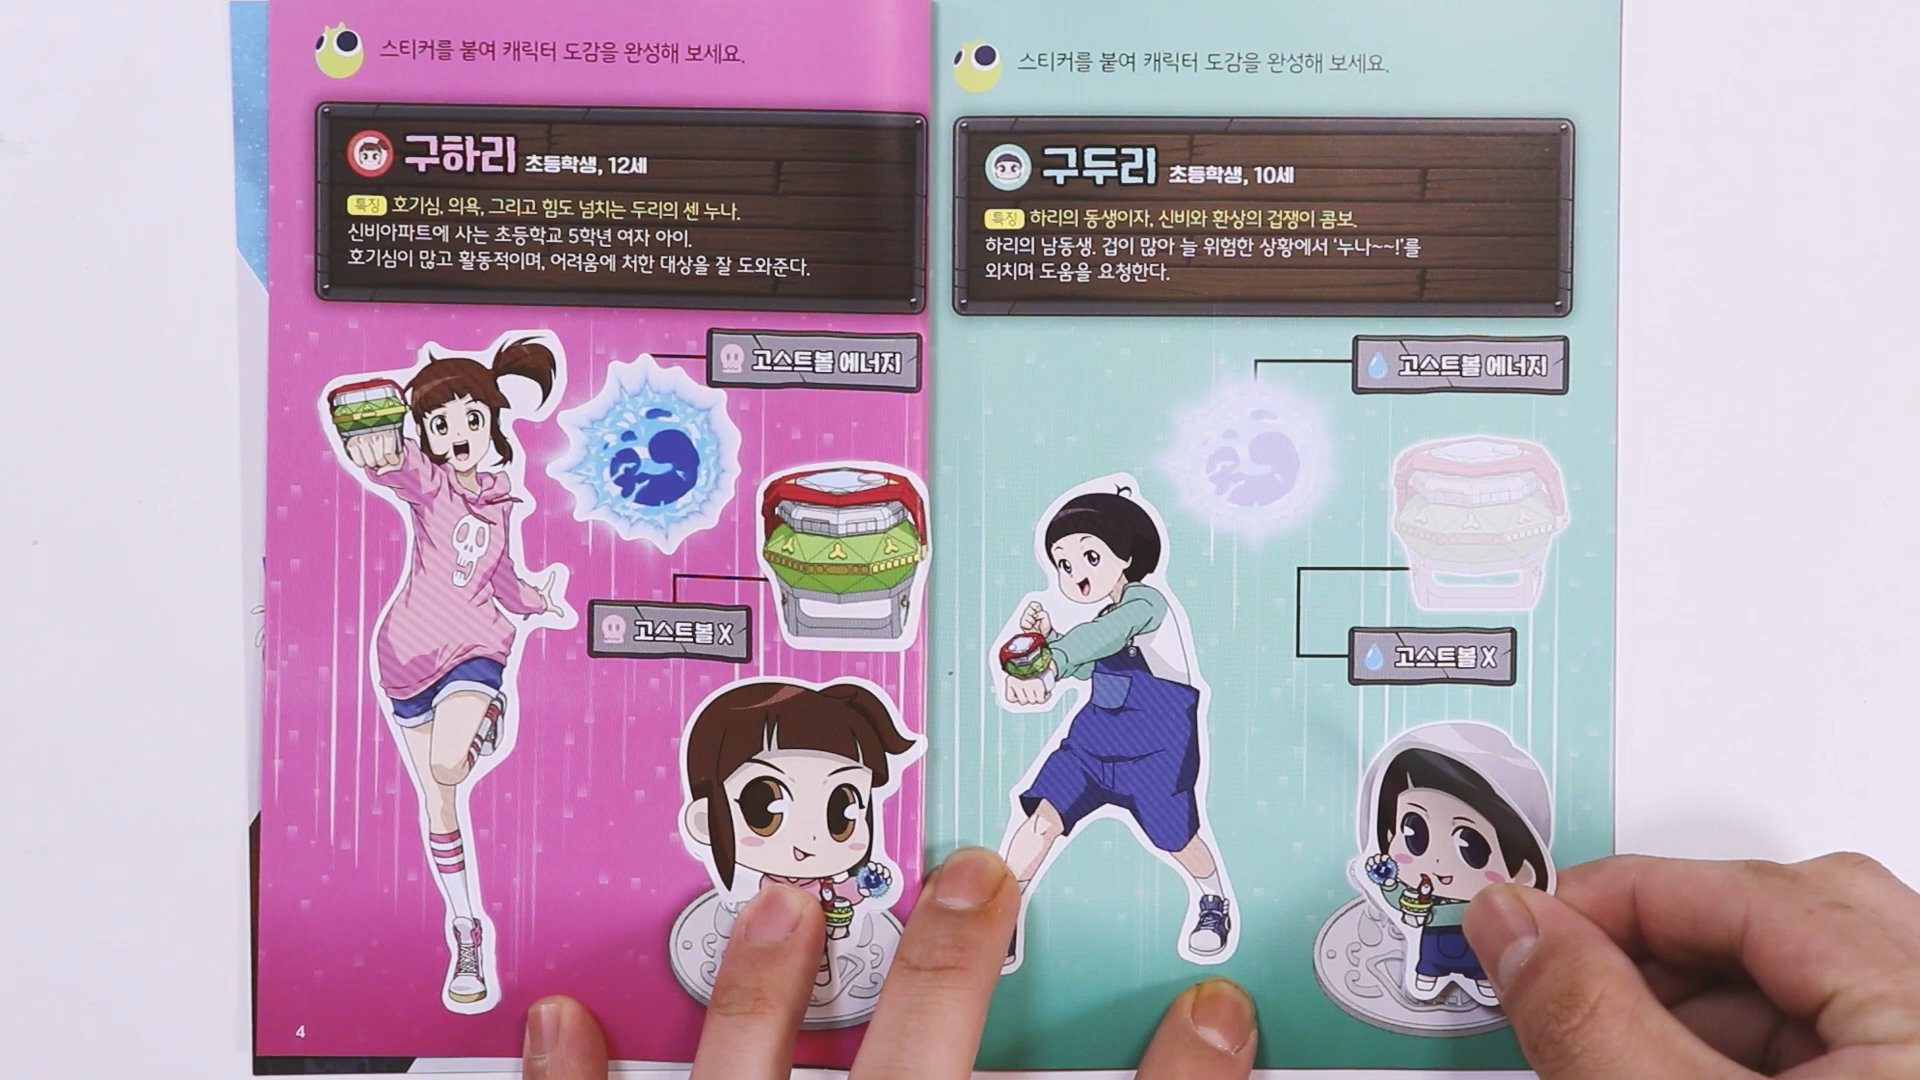 스티커를 붙여 캐릭터 도감을 완성해 보세요.
구하리 초등학생, 12세
특징 호기심, 의욕, 그리고 힘도 넘치는 두리의 센 누나.
신비아파트에 사는 초등학교 5학년 여자 아이.
호기심이 많고 활동적이며, 어려움에 처한 대상을 잘 도와준다.
고스트볼 에너지
고스트볼 X
4
스티커를 붙여 캐릭터 도감을 완성해 보세요.
구두리 초등학생, 10세
특징 하리의 동생이자, 신비와 환상의 겁쟁이 콤보.
하리의 남동생. 겁이 많아 늘 위험한 상황에서 '누나~~!'를
외치며 도움을 요청한다.
고스트볼 에너지
고스트볼 X